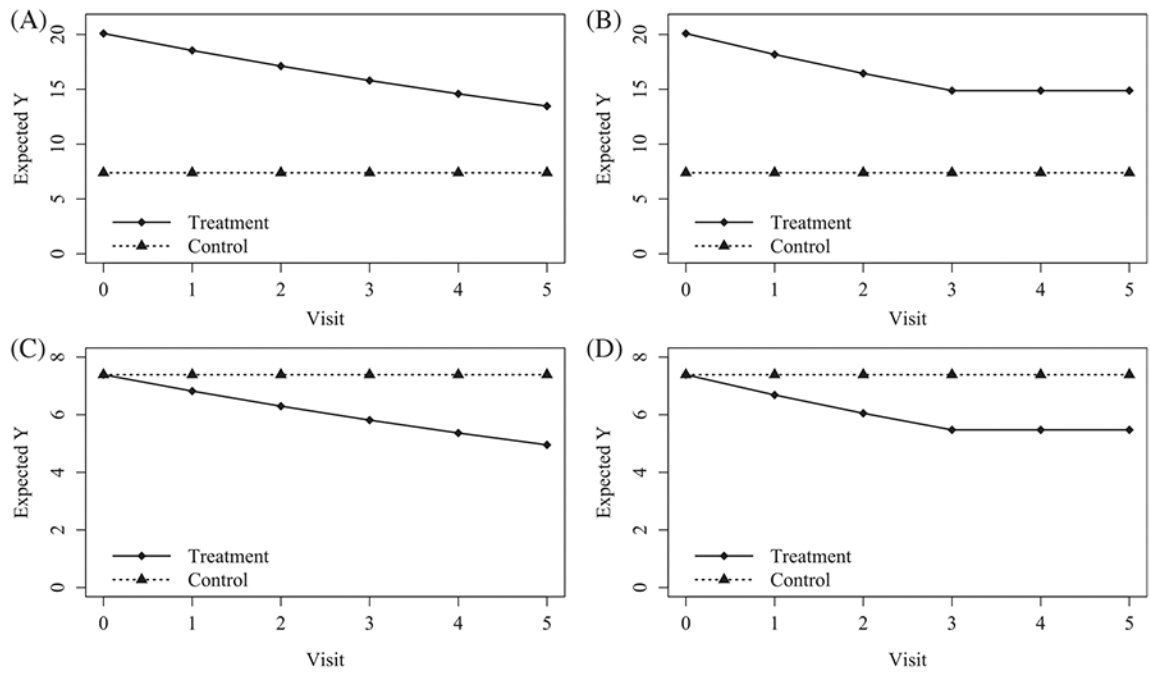 (A)
20
15
10
5
0
Expected Y
Treatment
Control
0 1 2 3 4 5
Visit
(B)
20
15
10
5
0
Expected Y
Treatment
Control
0 1 2 3 4 5
Visit
(C)
8
6
4
2
0
Expected Y
Treatment
Control
0 1 2 3 4 5
Visit
(D)
8
6
4
2
0
Expected Y
Treatment
Control
0 1 2 3 4 5
Visit